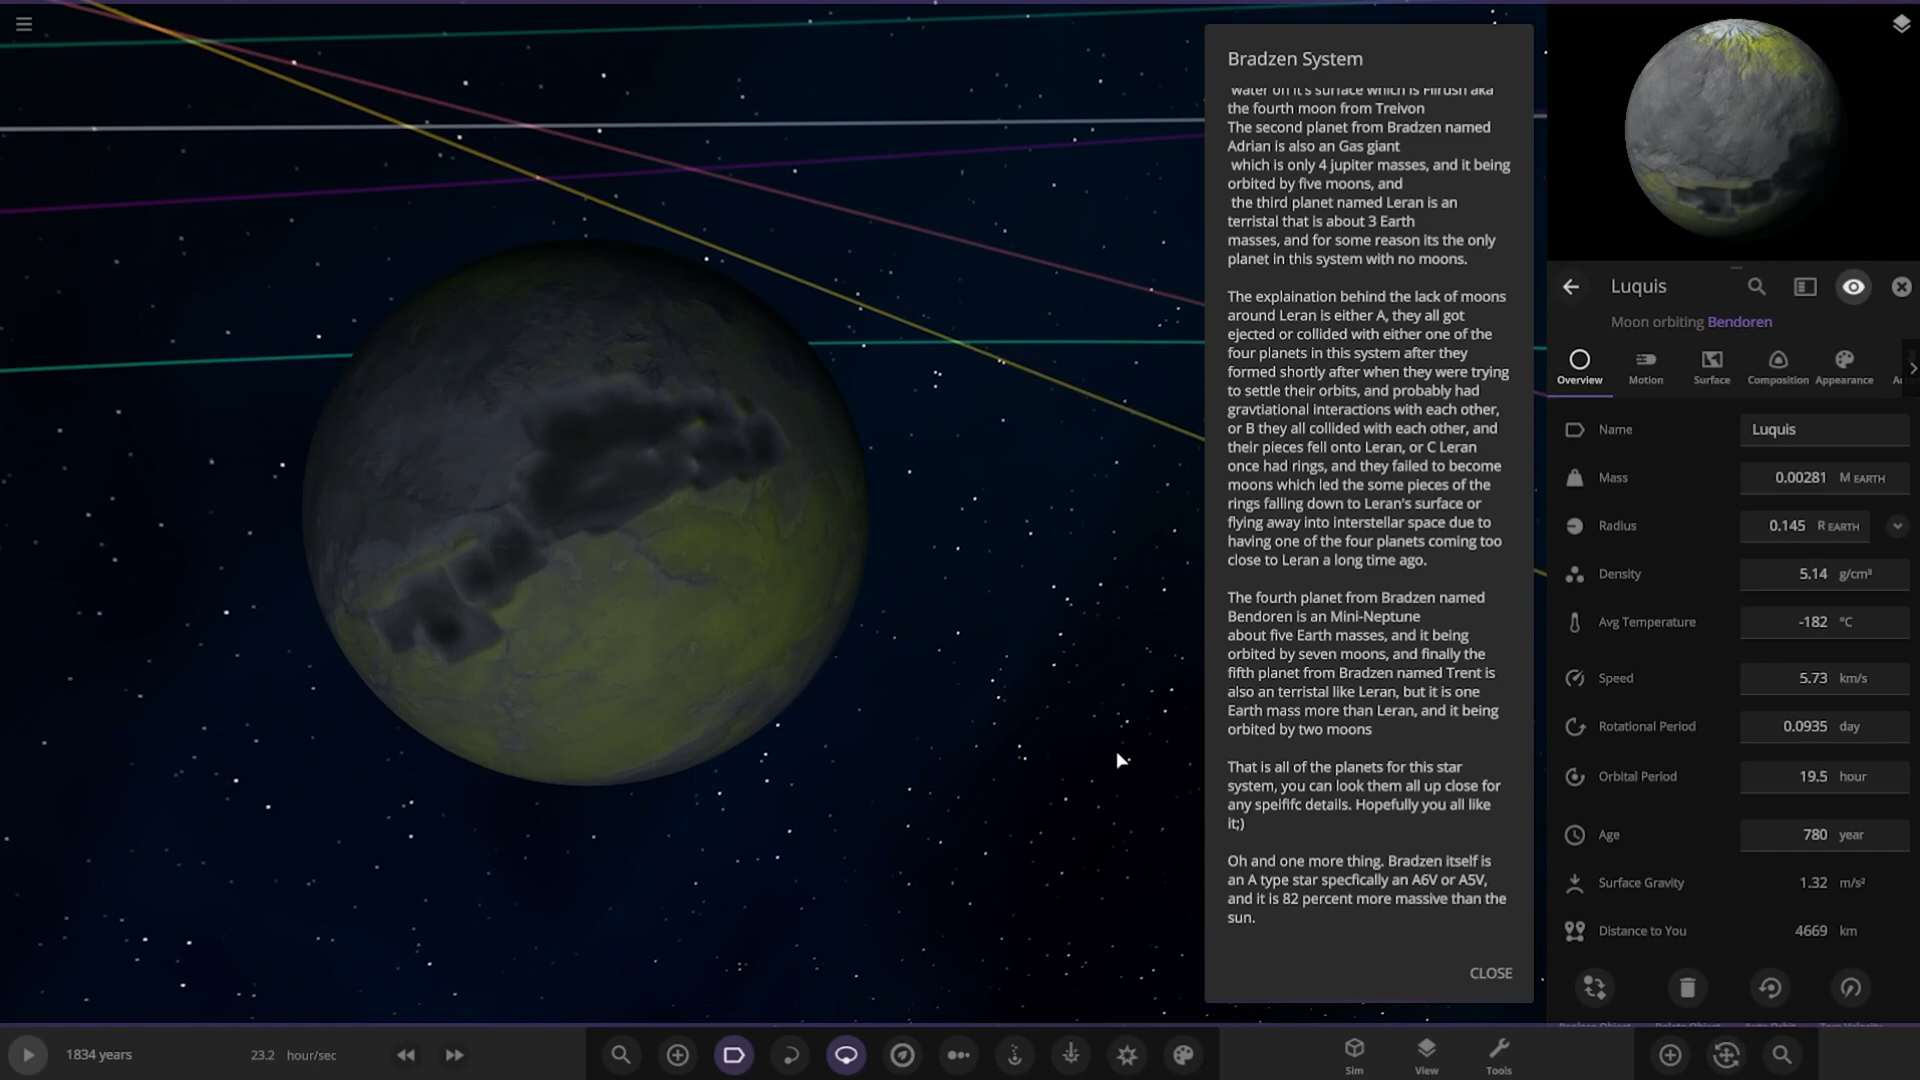 Bradzen System
water on it's surface which is Hirush aka
the fourth moon from Treivon
The second planet from Bradzen named
Adrian is also an Gas giant
which is only 4 jupiter masses, and it being
orbited by five moons, and
the third planet named Leran is an
terristal that is about 3 Earth
masses, and for some reason its the only
planet in this system with no moons.
The explaination behind the lack of moons
around Leran is either A, they all got
ejected or collided with either one of the
four planets in this system after they
formed shortly after when they were trying
to settle their orbits, and probably had
gravtiational interactions with each other,
or B they all collided with each other, and
their pieces fell onto Leran, or C Leran
once had rings, and they failed to become
moons which led the some pieces of the
rings falling down to Leran's surface or
flying away into interstellar space due to
having one of the four planets coming too
close to Leran a long time ago.
The fourth planet from Bradzen named
Bendoren is an Mini-Neptune
about five Earth masses, and it being
orbited by seven moons, and finally the
fifth planet from Bradzen named Trent is
also an terristal like Leran, but it is one
Earth mass more than Leran, and it being
orbited by two moons
That is all of the planets for this star
system, you can look them all up close for
any speififc details. Hopefully you all like
it;)
Oh and one more thing. Bradzen itself is
an A type star specfically an A6V or A5V,
and it is 82 percent more massive than the
sun.
CLOSE
Luquis
Moon orbiting Bendoren
Overview Motion Surface Composition Appearance
Name Luquis
Mass 0.00281 M EARTH
Radius 0.145 R EARTH
Density 5.14 g/cm³
Avg Temperature -182 °C
Speed 5.73 km/s
Rotational Period 0.0935 day
Orbital Period 19.5 hour
Age 780 year
Surface Gravity 1.32 m/s²
Distance to You 4669 km
1834 years 23.2 hour/sec
Sim View Tools